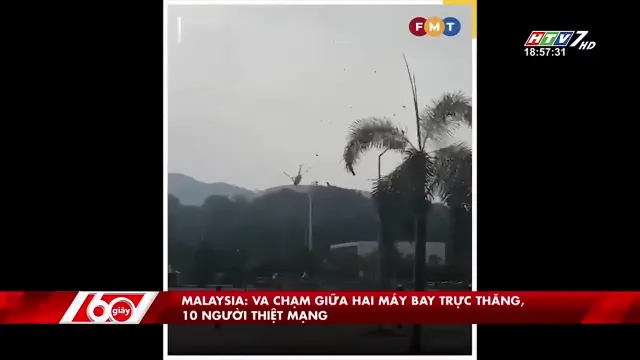 FMT
HTV7 HD
18:57:31
60 giây
MALAYSIA: VA CHẠM GIỮA HAI MÁY BAY TRỰC THĂNG,
10 NGƯỜI THIỆT MẠNG